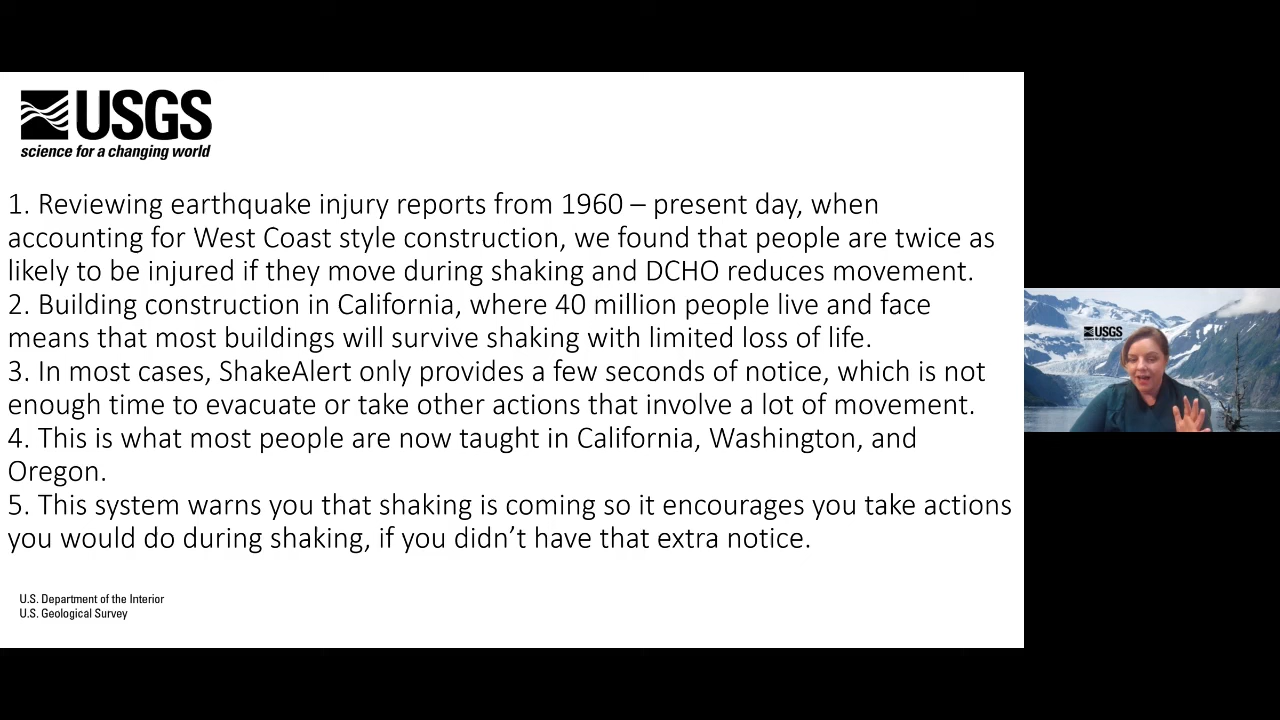 USGS
science for a changing world
1. Reviewing earthquake injury reports from 1960 – present day, when
accounting for West Coast style construction, we found that people are twice as
likely to be injured if they move during shaking and DCHO reduces movement.
2. Building construction in California, where 40 million people live and face
means that most buildings will survive shaking with limited loss of life.
3. In most cases, ShakeAlert only provides a few seconds of notice, which is not
enough time to evacuate or take other actions that involve a lot of movement.
4. This is what most people are now taught in California, Washington, and
Oregon.
5. This system warns you that shaking is coming so it encourages you take actions
you would do during shaking, if you didn’t have that extra notice.
U.S. Department of the Interior
U.S. Geological Survey
USGS